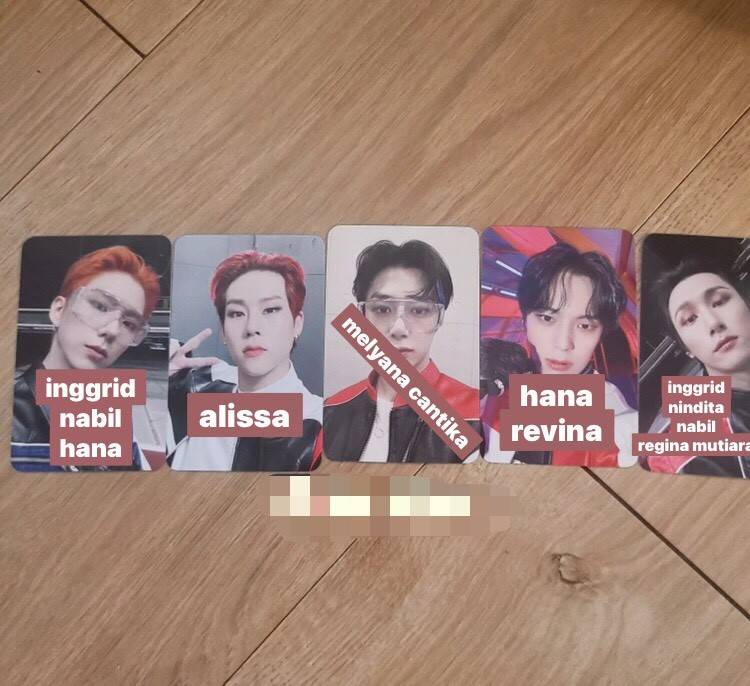 inggrid
nabil
hana
alissa
melyana cantika
hana
revina
inggrid
nindita
nabil
regina mutiara